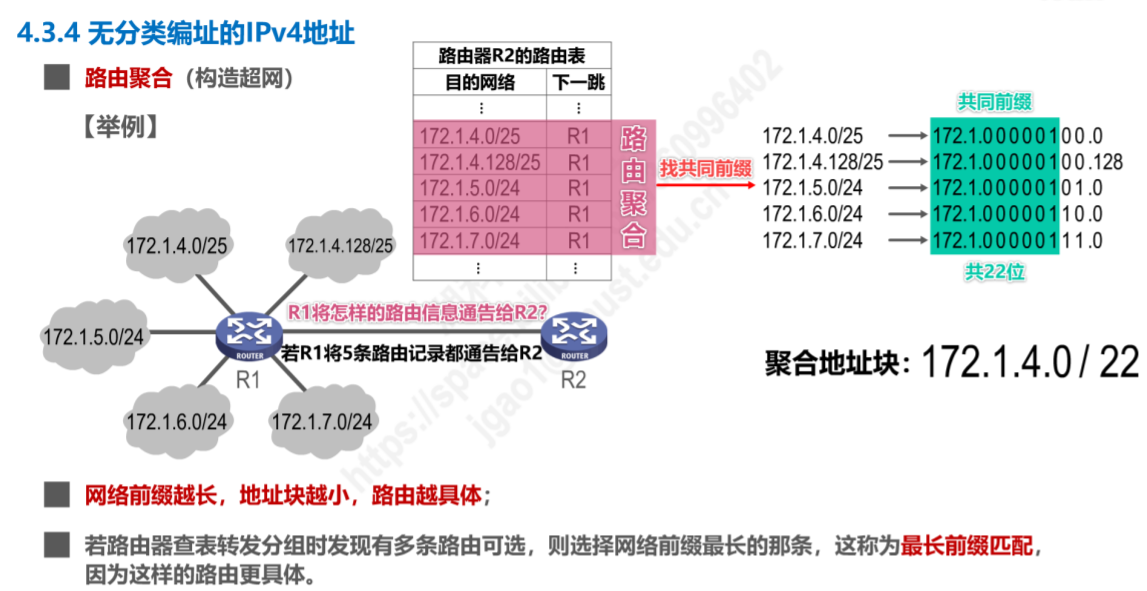 4.3.4 无分类编址的IPv4地址
路由聚合（构造超网）
【举例】
路由器R2的路由表
目的网络 下一跳
⋮ ⋮
172.1.4.0/25 R1
172.1.4.128/25 R1
172.1.5.0/24 R1
172.1.6.0/24 R1
172.1.7.0/24 R1
⋮ ⋮
路由聚合
找共同前缀
共同前缀
172.1.4.0/25 172.1.00000100.0
172.1.4.128/25 172.1.00000100.128
172.1.5.0/24 172.1.00000101.0
172.1.6.0/24 172.1.00000110.0
172.1.7.0/24 172.1.00000111.0
共22位
172.1.4.0/25
172.1.4.128/25
172.1.5.0/24
172.1.6.0/24
172.1.7.0/24
R1将怎样的路由信息通告给R2?
若R1将5条路由记录都通告给R2
ROUTER
R1
ROUTER
R2
聚合地址块：172.1.4.0 / 22
网络前缀越长，地址块越小，路由越具体；
若路由器查表转发分组时发现有多条路由可选，则选择网络前缀最长的那条，这称为最长前缀匹配，
因为这样的路由更具体。